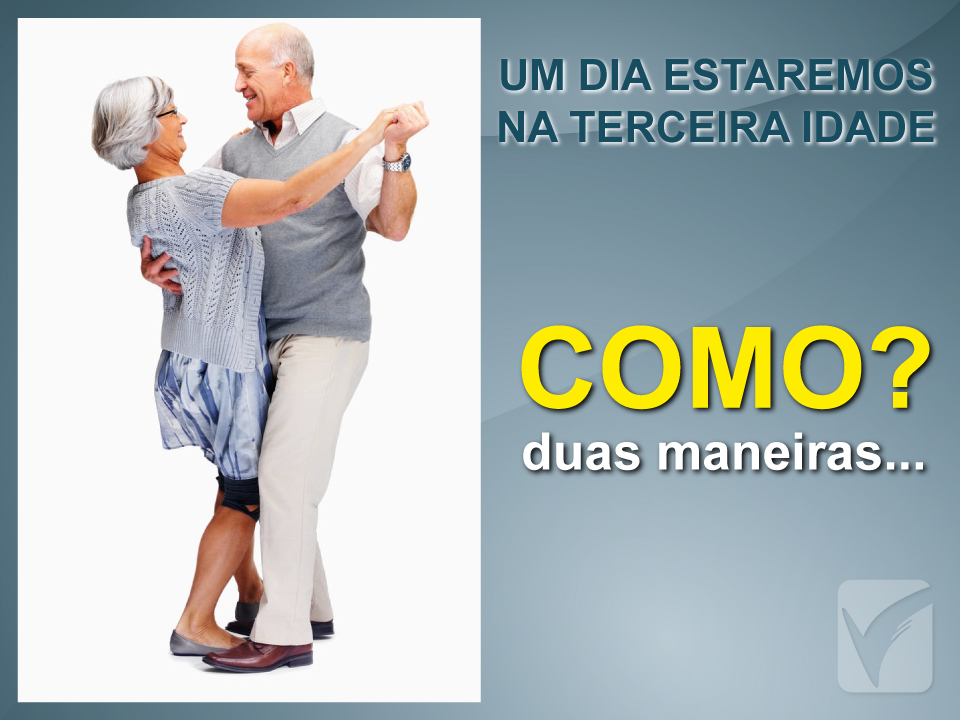 UM DIA ESTAREMOS
NA TERCEIRA IDADE
COMO?
duas maneiras...